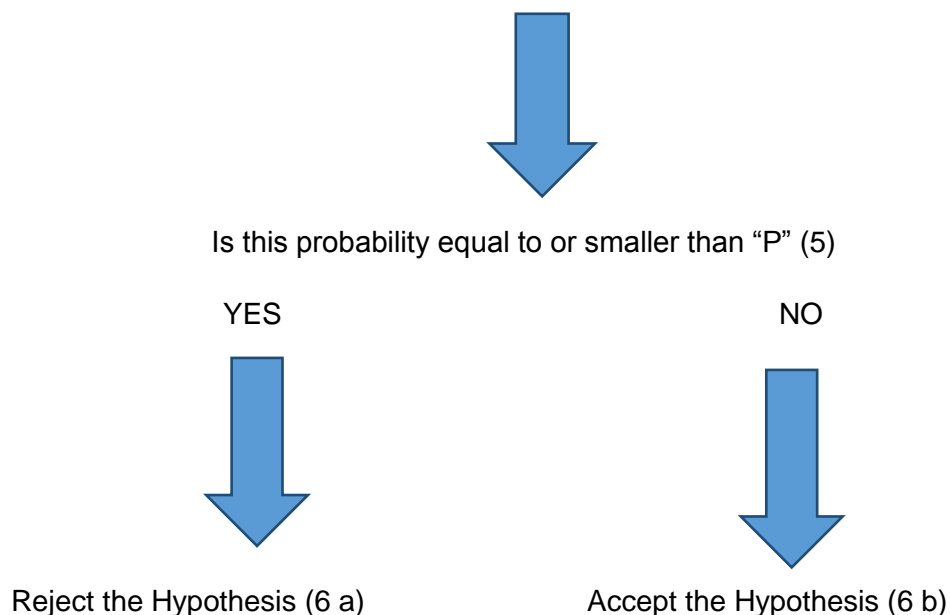 Is this probability equal to or smaller than “P” (5)
YES
NO
Reject the Hypothesis (6 a)
Accept the Hypothesis (6 b)